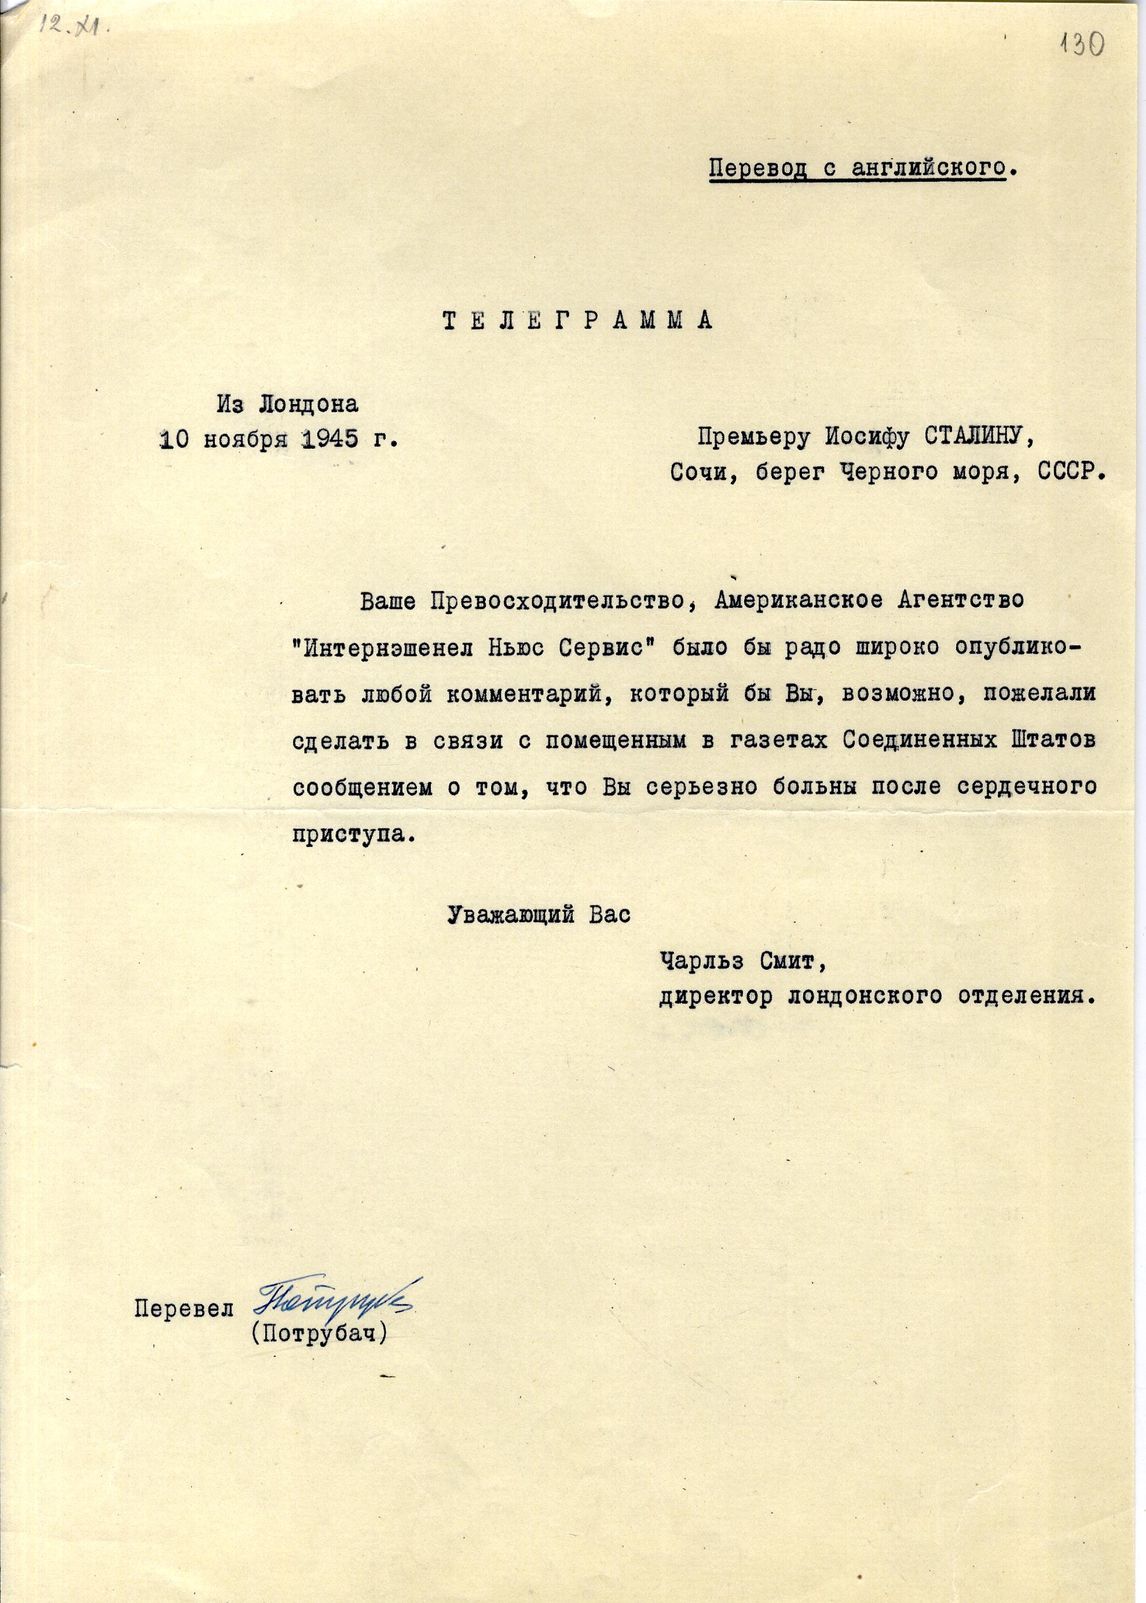 12.XI.
130
Перевод с английского.
ТЕЛЕГРАММА
Из Лондона
10 ноября 1945 г.
Премьеру Иосифу СТАЛИНУ,
Сочи, берег Черного моря, СССР.
Ваше Превосходительство, Американское Агентство
"Интернэшенел Ньюс Сервис" было бы радо широко опублико-
вать любой комментарий, который бы Вы, возможно, пожелали
сделать в связи с помещенным в газетах Соединенных Штатов
сообщением о том, что Вы серьезно больны после сердечного
приступа.
Уважающий Вас
Чарльз Смит,
директор лондонского отделения.
Перевел
(Потрубач)